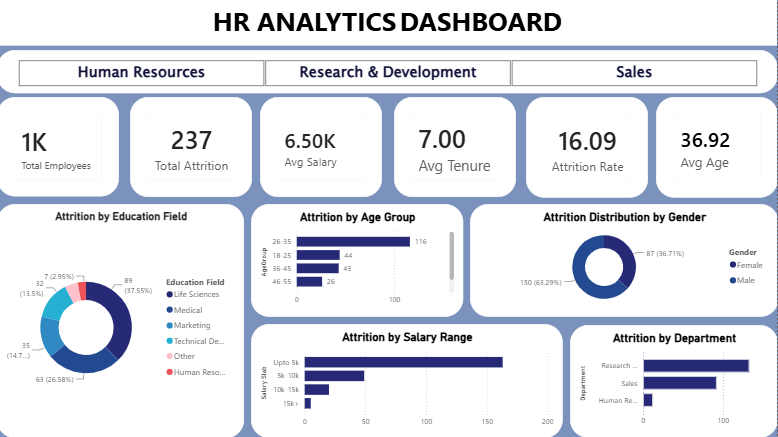 HR ANALYTICS DASHBOARD
Human Resources
Research & Development
Sales
1K
Total Employees
237
Total Attrition
6.50K
Avg Salary
7.00
Avg Tenure
16.09
Attrition Rate
36.92
Avg Age
Attrition by Education Field
7 (2.95%)
32
(13.5%)
35
(14.7...)
63 (26.58%)
89
(37.55%)
Education Field
Life Sciences
Medical
Marketing
Technical De...
Other
Human Reso...
Attrition by Age Group
AgeGroup
26-35
116
18-25
44
36-45
43
46-55
26
0
100
Attrition Distribution by Gender
87 (36.71%)
150 (63.29%)
Gender
Female
Male
Attrition by Salary Range
Salary Slab
Upto 5k
5k-10k
10k-15k
15k+
0
50
100
150
200
Attrition by Department
Department
Research ...
Sales
Human Re...
0
100